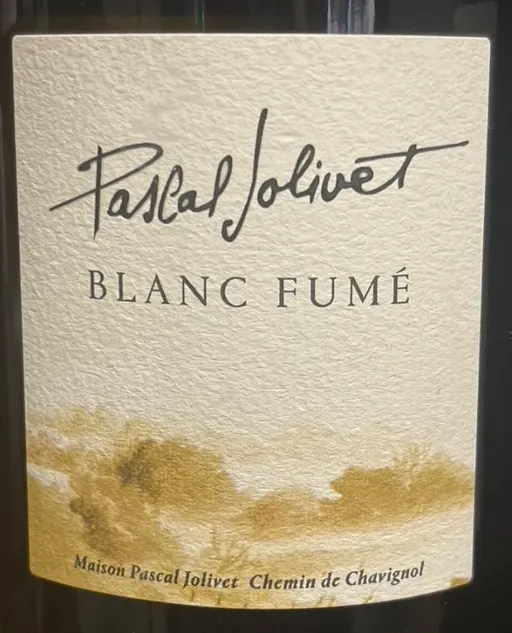 Pascal Jolivet
BLANC FUMÉ
Maison Pascal Jolivet Chemin de Chavignol